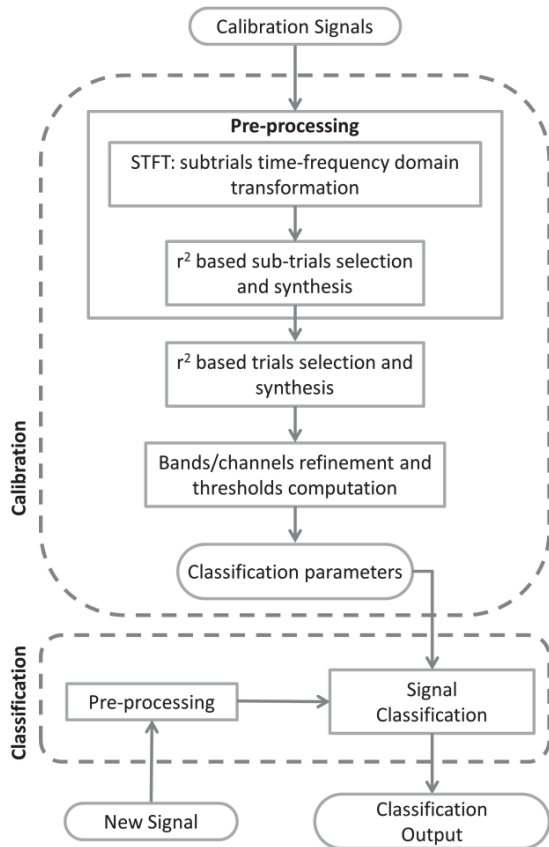 Calibration Signals
Pre-processing
STFT: subtrials time-frequency domain
transformation
r² based sub-trials selection
and synthesis
r² based trials selection and
synthesis
Bands/channels refinement and
thresholds computation
Classification parameters
Calibration
Classification
Pre-processing
Signal
Classification
New Signal
Classification
Output